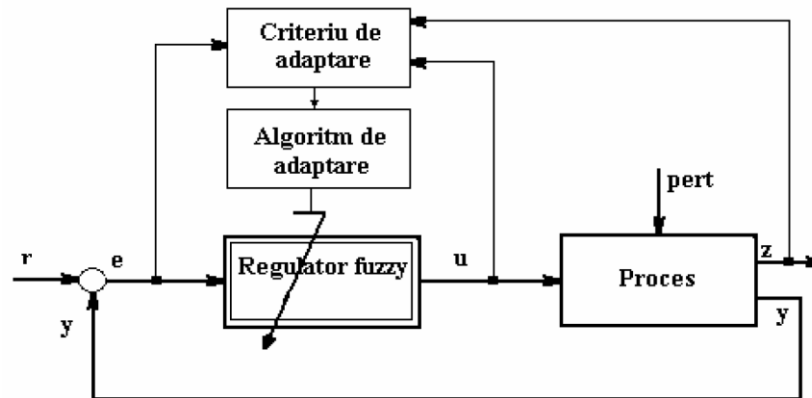 Criteriu de
adaptare
Algoritm de
adaptare
pert
r
e
Regulator fuzzy
u
Proces
z
y
y